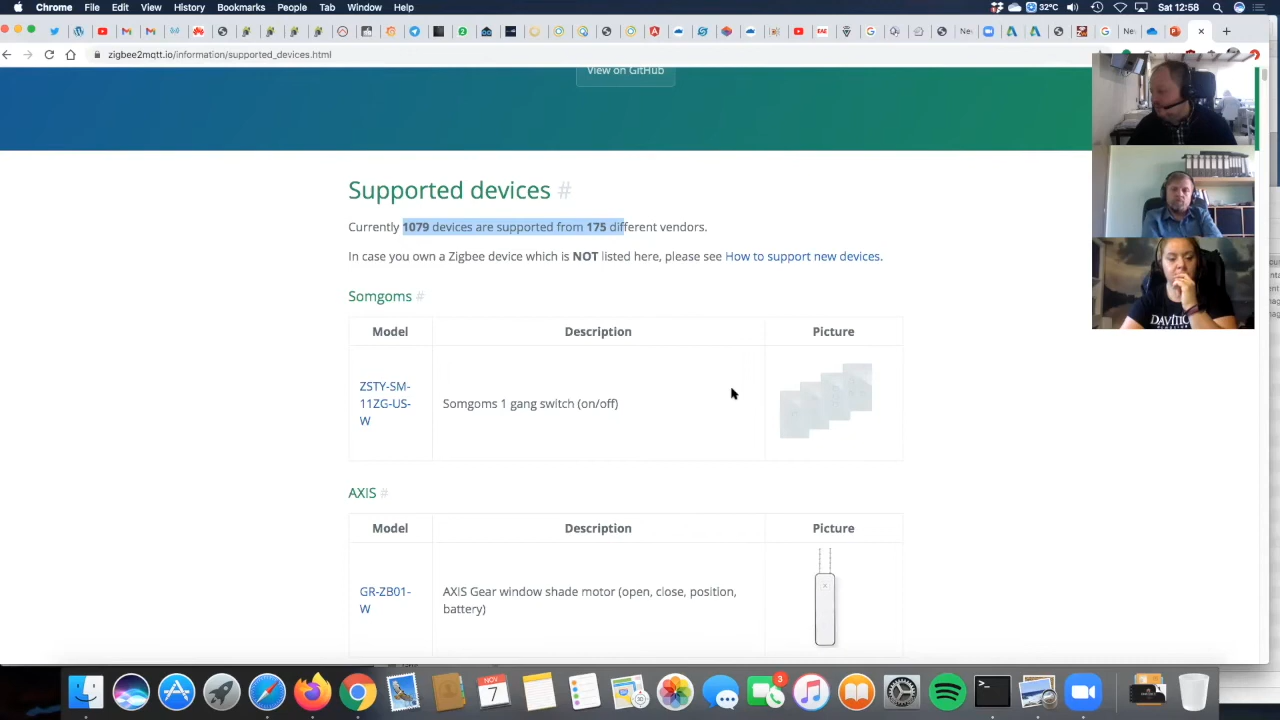 Chrome File Edit View History Bookmarks People Tab Window Help
32°C Sat 12:58
zigbee2mqtt.io/information/supported_devices.html
View on GitHub
Supported devices #
Currently 1079 devices are supported from 175 different vendors.
In case you own a Zigbee device which is NOT listed here, please see How to support new devices.
Somgoms #
Model Description Picture
ZSTY-SM-
11ZG-US-
W
Somgoms 1 gang switch (on/off)
AXIS #
Model Description Picture
GR-ZB01-
W
AXIS Gear window shade motor (open, close, position,
battery)
NOV
7
3